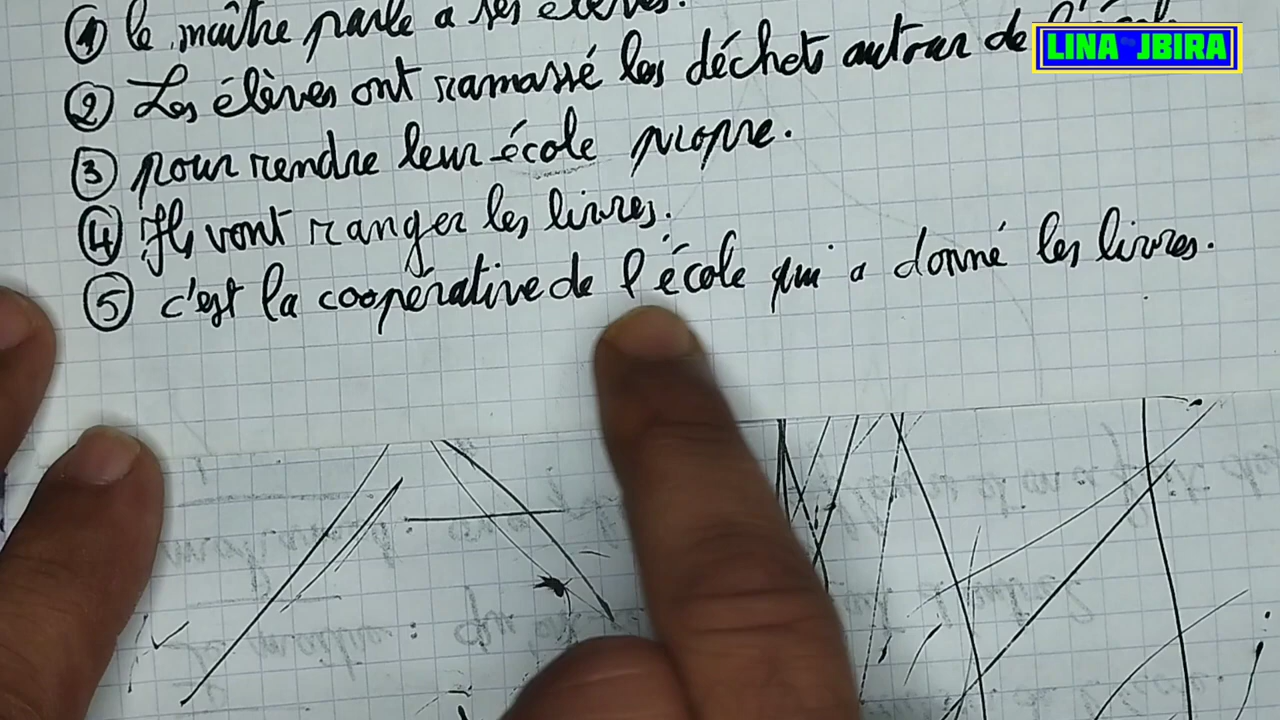 ① le maître parle a ses élèves.
② Les élèves ont ramassé les déchets autour de l'école
LINA JBIRA
③ pour rendre leur école propre.
④ Ils vont ranger les livres.
⑤ c'est la coopérative de l'école qui a donné les livres.